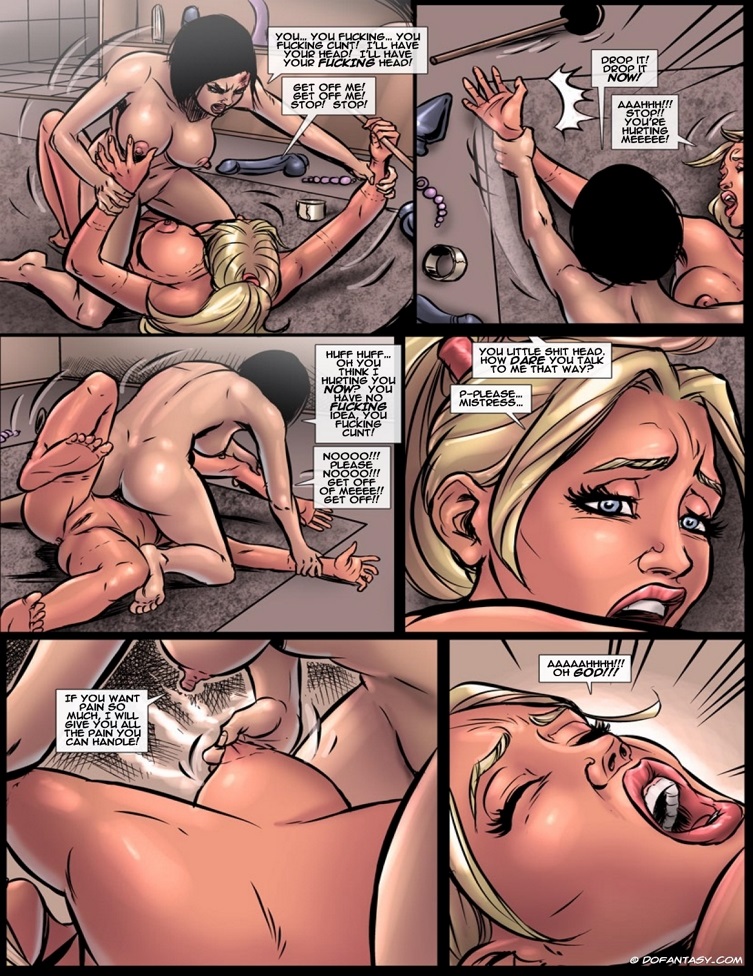 YOU... YOU FUCKING... YOU
FUCKING CUNT! I'LL HAVE
YOUR HEAD! I'LL HAVE
YOUR FUCKING HEAD!
GET OFF ME!
GET OFF ME!
STOP! STOP!
DROP IT!
DROP IT
NOW!
AAAHHH!!!
STOP!!
YOU'RE
HURTING
MEEEEE!
HUFF HUFF...
OH YOU
THINK I
HURTING YOU
NOW? YOU
HAVE NO
FUCKING
IDEA, YOU
FUCKING
CUNT!
NOOOO!!!
PLEASE
NOOOO!!!
GET OFF
OF MEEEE!!
GET OFF!!
YOU LITTLE SHIT HEAD.
HOW DARE YOU TALK
TO ME THAT WAY?
P-PLEASE...
MISTRESS...
IF YOU WANT
PAIN SO
MUCH, I WILL
GIVE YOU ALL
THE PAIN YOU
CAN HANDLE!
AAAAAHHHH!!!
OH GOD!!!
© DOFANTASY.COM